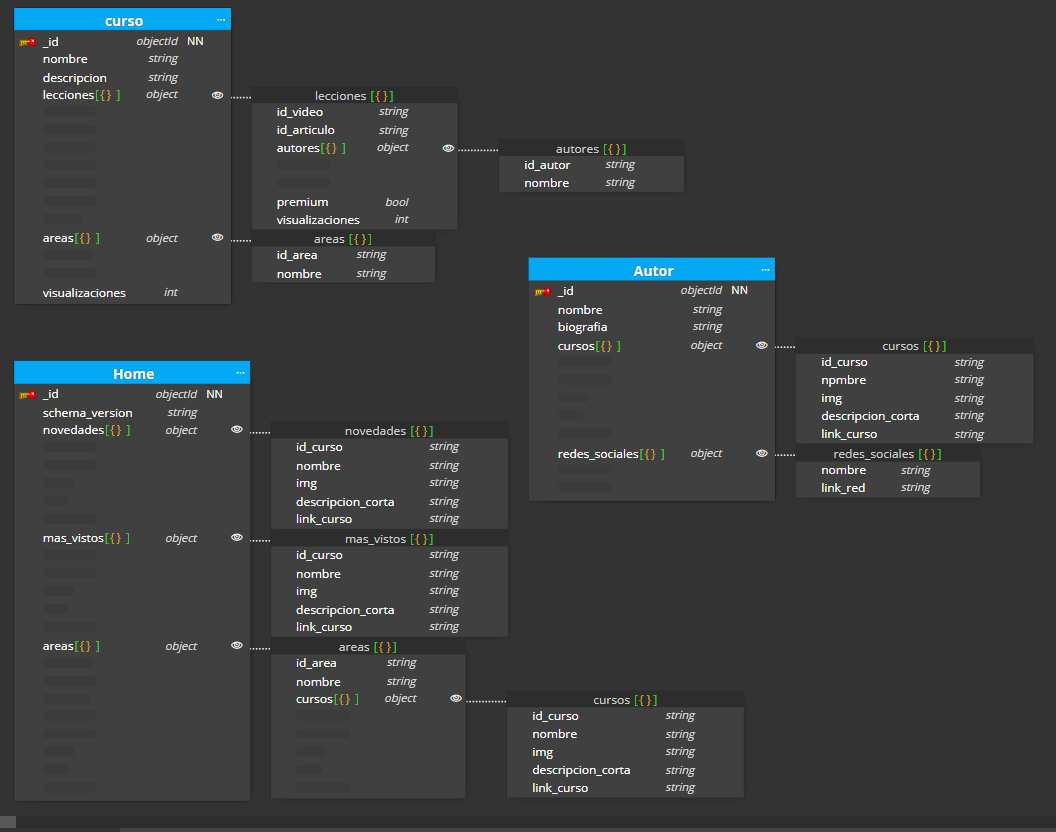 curso ...
_id objectId NN
nombre string
descripcion string
lecciones[{} ] object
areas[{} ] object
visualizaciones int
lecciones [{}]
id_video string
id_articulo string
autores[{} ] object
premium bool
visualizaciones int
autores [{}]
id_autor string
nombre string
areas [{}]
id_area string
nombre string
Autor ...
_id objectId NN
nombre string
biografia string
cursos[{} ] object
redes_sociales[{} ] object
cursos [{}]
id_curso string
npmbre string
img string
descripcion_corta string
link_curso string
redes_sociales [{}]
nombre string
link_red string
Home ...
_id objectId NN
schema_version string
novedades[{} ] object
mas_vistos[{} ] object
areas[{} ] object
novedades [{}]
id_curso string
nombre string
img string
descripcion_corta string
link_curso string
mas_vistos [{}]
id_curso string
nombre string
img string
descripcion_corta string
link_curso string
areas [{}]
id_area string
nombre string
cursos[{} ] object
cursos [{}]
id_curso string
nombre string
img string
descripcion_corta string
link_curso string